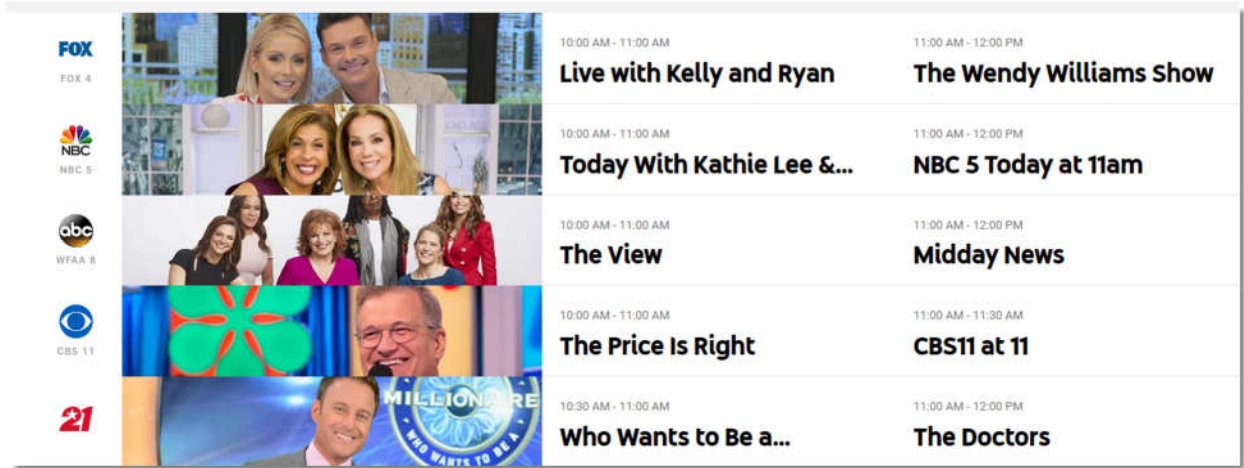 FOX
FOX 4
10:00 AM - 11:00 AM
Live with Kelly and Ryan
11:00 AM - 12:00 PM
The Wendy Williams Show
NBC
NBC 5
10:00 AM - 11:00 AM
Today With Kathie Lee &...
11:00 AM - 12:00 PM
NBC 5 Today at 11am
abc
WFAA 8
10:00 AM - 11:00 AM
The View
11:00 AM - 12:00 PM
Midday News
CBS 11
10:00 AM - 11:00 AM
The Price Is Right
11:00 AM - 11:30 AM
CBS11 at 11
21
MILLIONAIRE
WHO WANTS TO BE A
10:30 AM - 11:00 AM
Who Wants to Be a...
11:00 AM - 12:00 PM
The Doctors